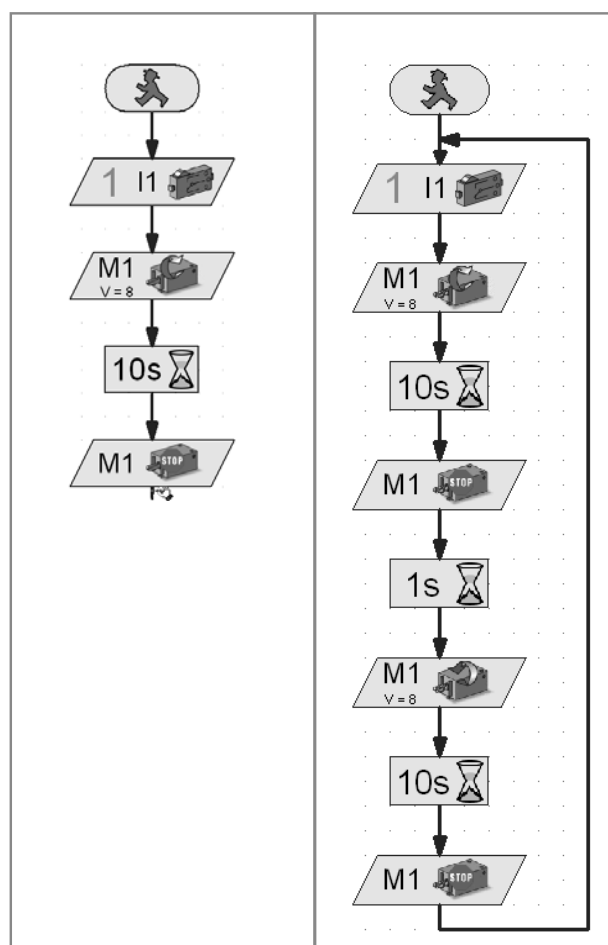 1 I1
M1
V = 8
10s
M1 STOP
1 I1
M1
V = 8
10s
M1 STOP
1s
M1
V = 8
10s
M1 STOP